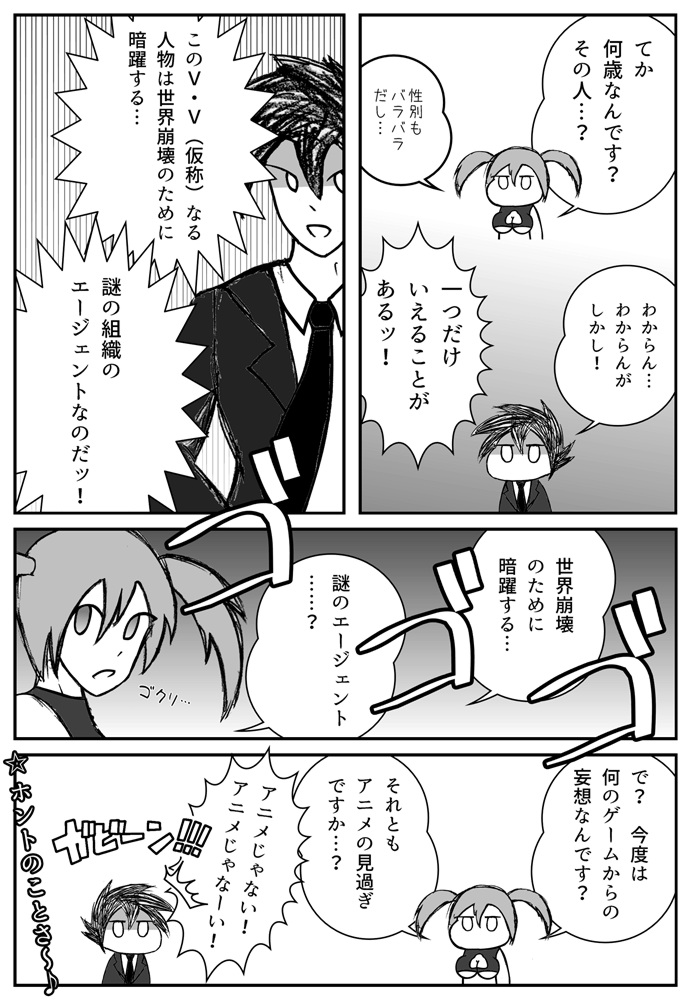 てか
何歳なんです?
その人…?
性別も
バラバラ
だし…
わからん…
わからんが
しかし!
一つだけ
いえることが
あるッ!
このV・V(仮称)なる
人物は世界崩壊のために
暗躍する…
謎の組織の
エージェントなのだッ!
世界崩壊
のために
暗躍する…
謎のエージェント
……?
ゴゴゴゴ
ゴクリ…
で? 今度は
何のゲームからの
妄想なんです?
それとも
アニメの見過ぎ
ですか…?
アニメじゃない!
アニメじゃなーい!
ガビーン!!!
☆ホントのことさ~♪